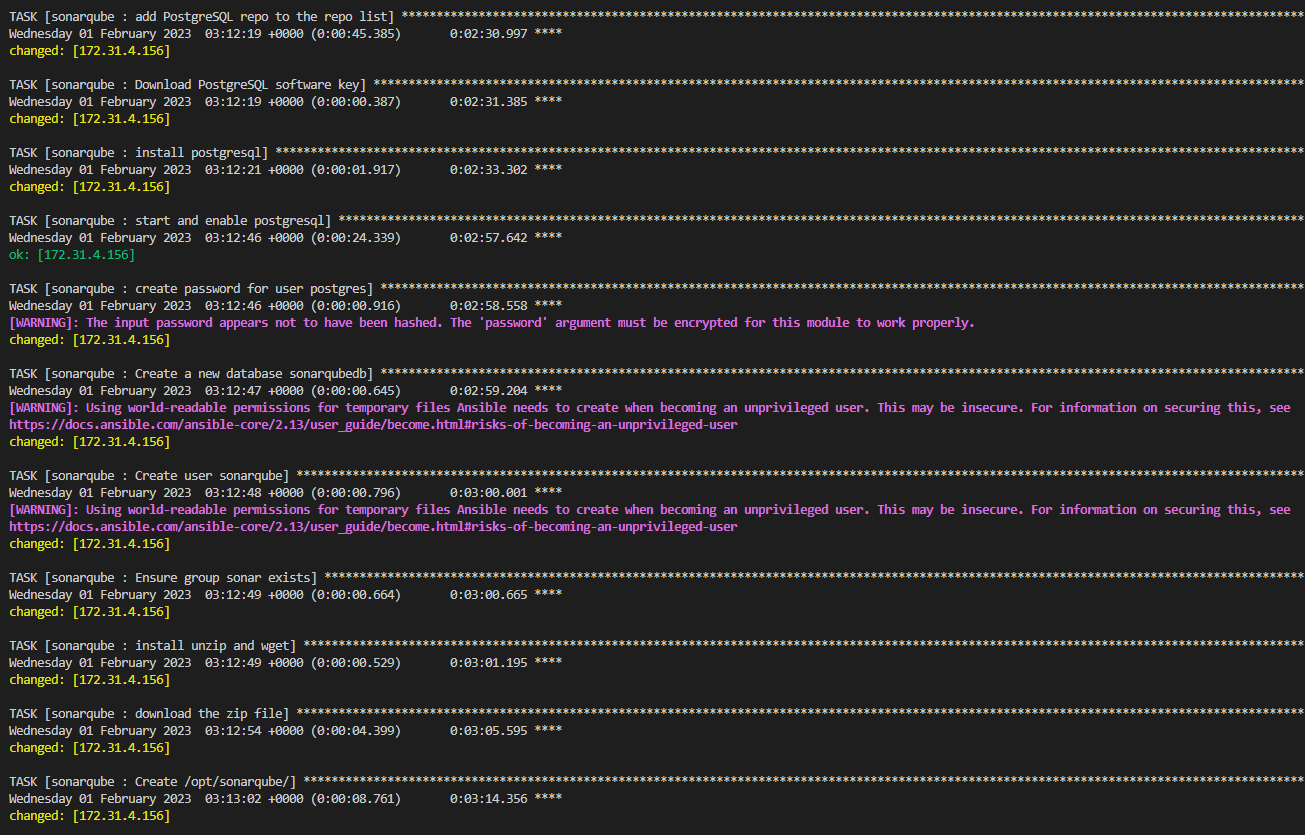 TASK [sonarqube : add PostgreSQL repo to the repo list] *********************************************************************************************************************************
Wednesday 01 February 2023  03:12:19 +0000 (0:00:45.385)       0:02:30.997 ****
changed: [172.31.4.156]
TASK [sonarqube : Download PostgreSQL software key] *************************************************************************************************************************************
Wednesday 01 February 2023  03:12:19 +0000 (0:00:00.387)       0:02:31.385 ****
changed: [172.31.4.156]
TASK [sonarqube : install postgresql] ***************************************************************************************************************************************************
Wednesday 01 February 2023  03:12:21 +0000 (0:00:01.917)       0:02:33.302 ****
changed: [172.31.4.156]
TASK [sonarqube : start and enable postgresql] ******************************************************************************************************************************************
Wednesday 01 February 2023  03:12:46 +0000 (0:00:24.339)       0:02:57.642 ****
ok: [172.31.4.156]
TASK [sonarqube : create password for user postgres] ************************************************************************************************************************************
Wednesday 01 February 2023  03:12:46 +0000 (0:00:00.916)       0:02:58.558 ****
[WARNING]: The input password appears not to have been hashed. The 'password' argument must be encrypted for this module to work properly.
changed: [172.31.4.156]
TASK [sonarqube : Create a new database sonarqubedb] ************************************************************************************************************************************
Wednesday 01 February 2023  03:12:47 +0000 (0:00:00.645)       0:02:59.204 ****
[WARNING]: Using world-readable permissions for temporary files Ansible needs to create when becoming an unprivileged user. This may be insecure. For information on securing this, see
https://docs.ansible.com/ansible-core/2.13/user_guide/become.html#risks-of-becoming-an-unprivileged-user
changed: [172.31.4.156]
TASK [sonarqube : Create user sonarqube] ************************************************************************************************************************************************
Wednesday 01 February 2023  03:12:48 +0000 (0:00:00.796)       0:03:00.001 ****
[WARNING]: Using world-readable permissions for temporary files Ansible needs to create when becoming an unprivileged user. This may be insecure. For information on securing this, see
https://docs.ansible.com/ansible-core/2.13/user_guide/become.html#risks-of-becoming-an-unprivileged-user
changed: [172.31.4.156]
TASK [sonarqube : Ensure group sonar exists] ********************************************************************************************************************************************
Wednesday 01 February 2023  03:12:49 +0000 (0:00:00.664)       0:03:00.665 ****
changed: [172.31.4.156]
TASK [sonarqube : install unzip and wget] ***********************************************************************************************************************************************
Wednesday 01 February 2023  03:12:49 +0000 (0:00:00.529)       0:03:01.195 ****
changed: [172.31.4.156]
TASK [sonarqube : download the zip file] ************************************************************************************************************************************************
Wednesday 01 February 2023  03:12:54 +0000 (0:00:04.399)       0:03:05.595 ****
changed: [172.31.4.156]
TASK [sonarqube : Create /opt/sonarqube/] ***********************************************************************************************************************************************
Wednesday 01 February 2023  03:13:02 +0000 (0:00:08.761)       0:03:14.356 ****
changed: [172.31.4.156]